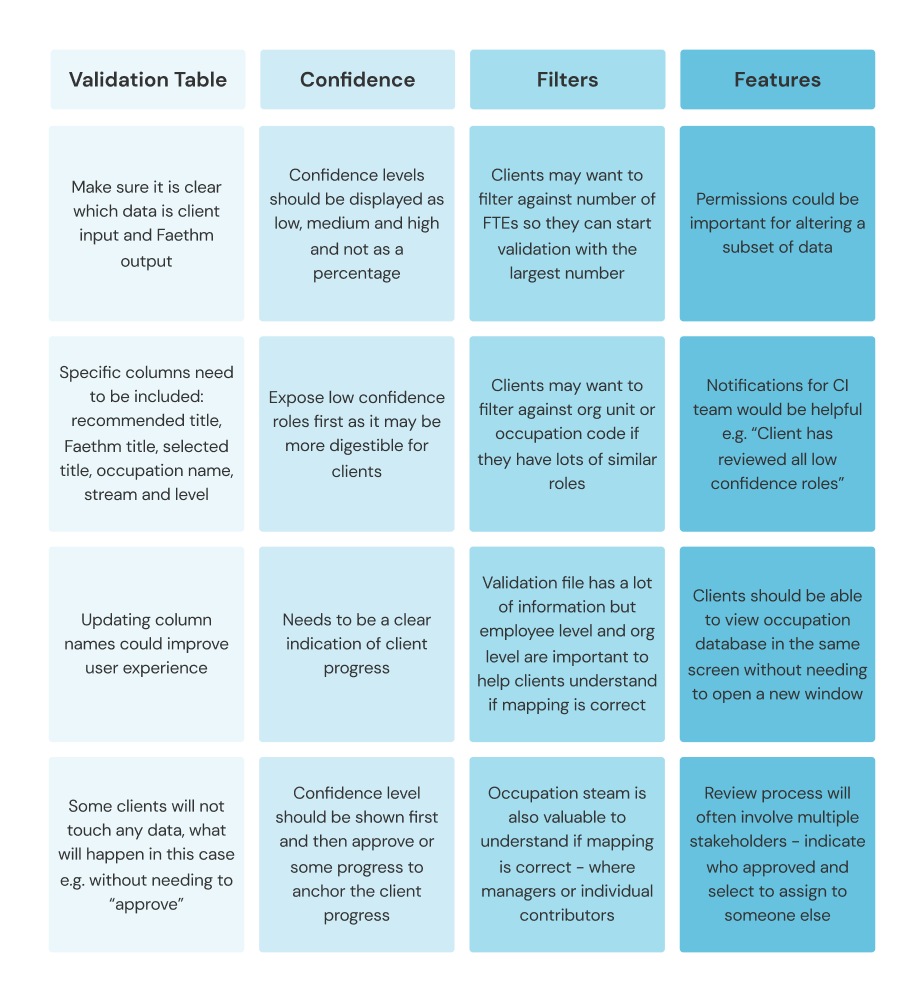 Validation Table
Confidence
Filters
Features
Make sure it is clear
which data is client
input and Faethm
output
Confidence levels
should be displayed as
low, medium and high
and not as a
percentage
Clients may want to
filter against number of
FTEs so they can start
validation with the
largest number
Permissions could be
important for altering a
subset of data
Specific columns need
to be included:
recommended title,
Faethm title, selected
title, occupation name,
stream and level
Expose low confidence
roles first as it may be
more digestible for
clients
Clients may want to
filter against org unit or
occupation code if
they have lots of similar
roles
Notifications for CI
team would be helpful
e.g. “Client has
reviewed all low
confidence roles”
Updating column
names could improve
user experience
Needs to be a clear
indication of client
progress
Validation file has a lot
of information but
employee level and org
level are important to
help clients understand
if mapping is correct
Clients should be able
to view occupation
database in the same
screen without needing
to open a new window
Some clients will not
touch any data, what
will happen in this case
e.g. without needing to
“approve”
Confidence level
should be shown first
and then approve or
some progress to
anchor the client
progress
Occupation steam is
also valuable to
understand if mapping
is correct - where
managers or individual
contributors
Review process will
often involve multiple
stakeholders - indicate
who approved and
select to assign to
someone else